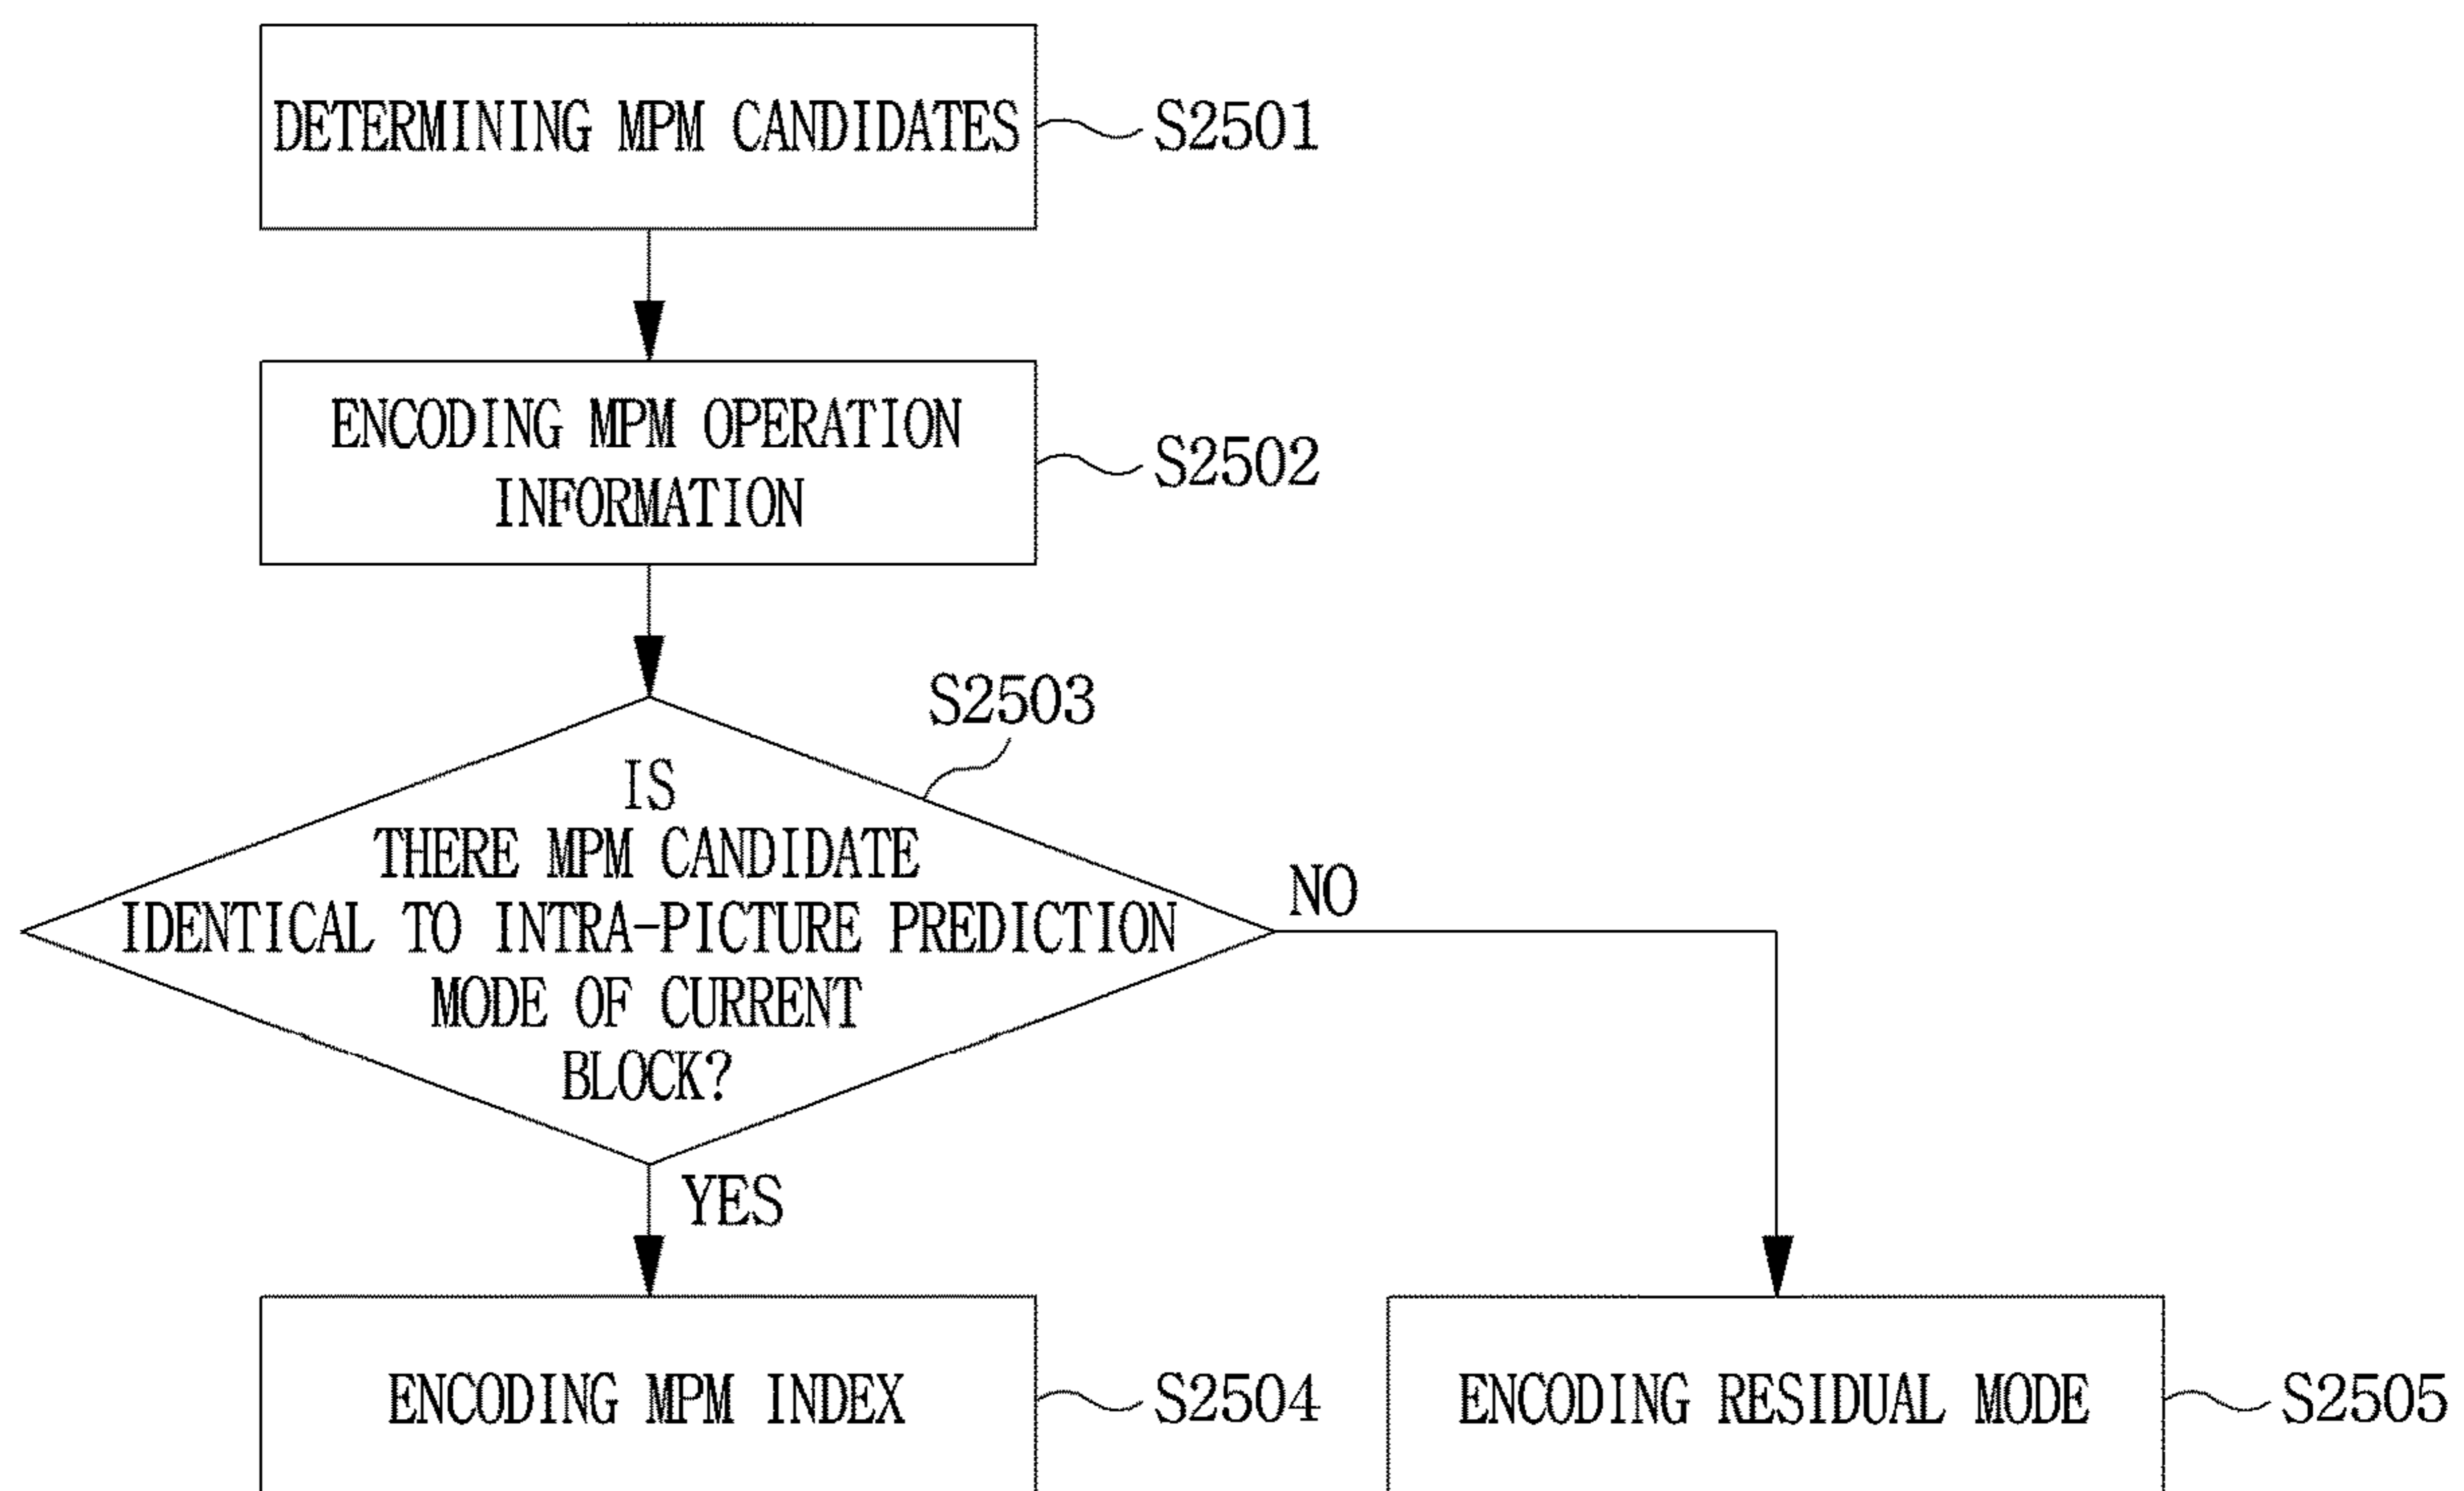 DETERMINING MPM CANDIDATES
S2501
ENCODING MPM OPERATION
INFORMATION
S2502
S2503
IS
THERE MPM CANDIDATE
IDENTICAL TO INTRA-PICTURE PREDICTION
MODE OF CURRENT
BLOCK?
NO
YES
ENCODING MPM INDEX
S2504
ENCODING RESIDUAL MODE
S2505